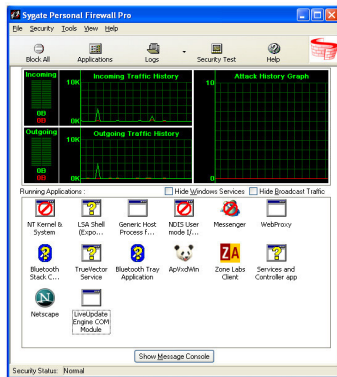 Sygate Personal Firewall Pro
File Security Tools View Help
Block All Applications Logs Security Test Help
Incoming Incoming Traffic History Attack History Graph
10K 10
0B
0B 0K
Outgoing Outgoing Traffic History
10K
0B
0B 0K 0
Running Applications : Hide Windows Services Hide Broadcast Traffic
NT Kernel & LSA Shell Generic Host NDIS User Messenger WebProxy
System (Expo... Process f... mode I/...
Bluetooth TrueVector Bluetooth Tray ApVxdWin Zone Labs Services and
Stack C... Service Application Client Controller app
Netscape LiveUpdate
Engine COM
Module
Show Message Console
Security Status: Normal